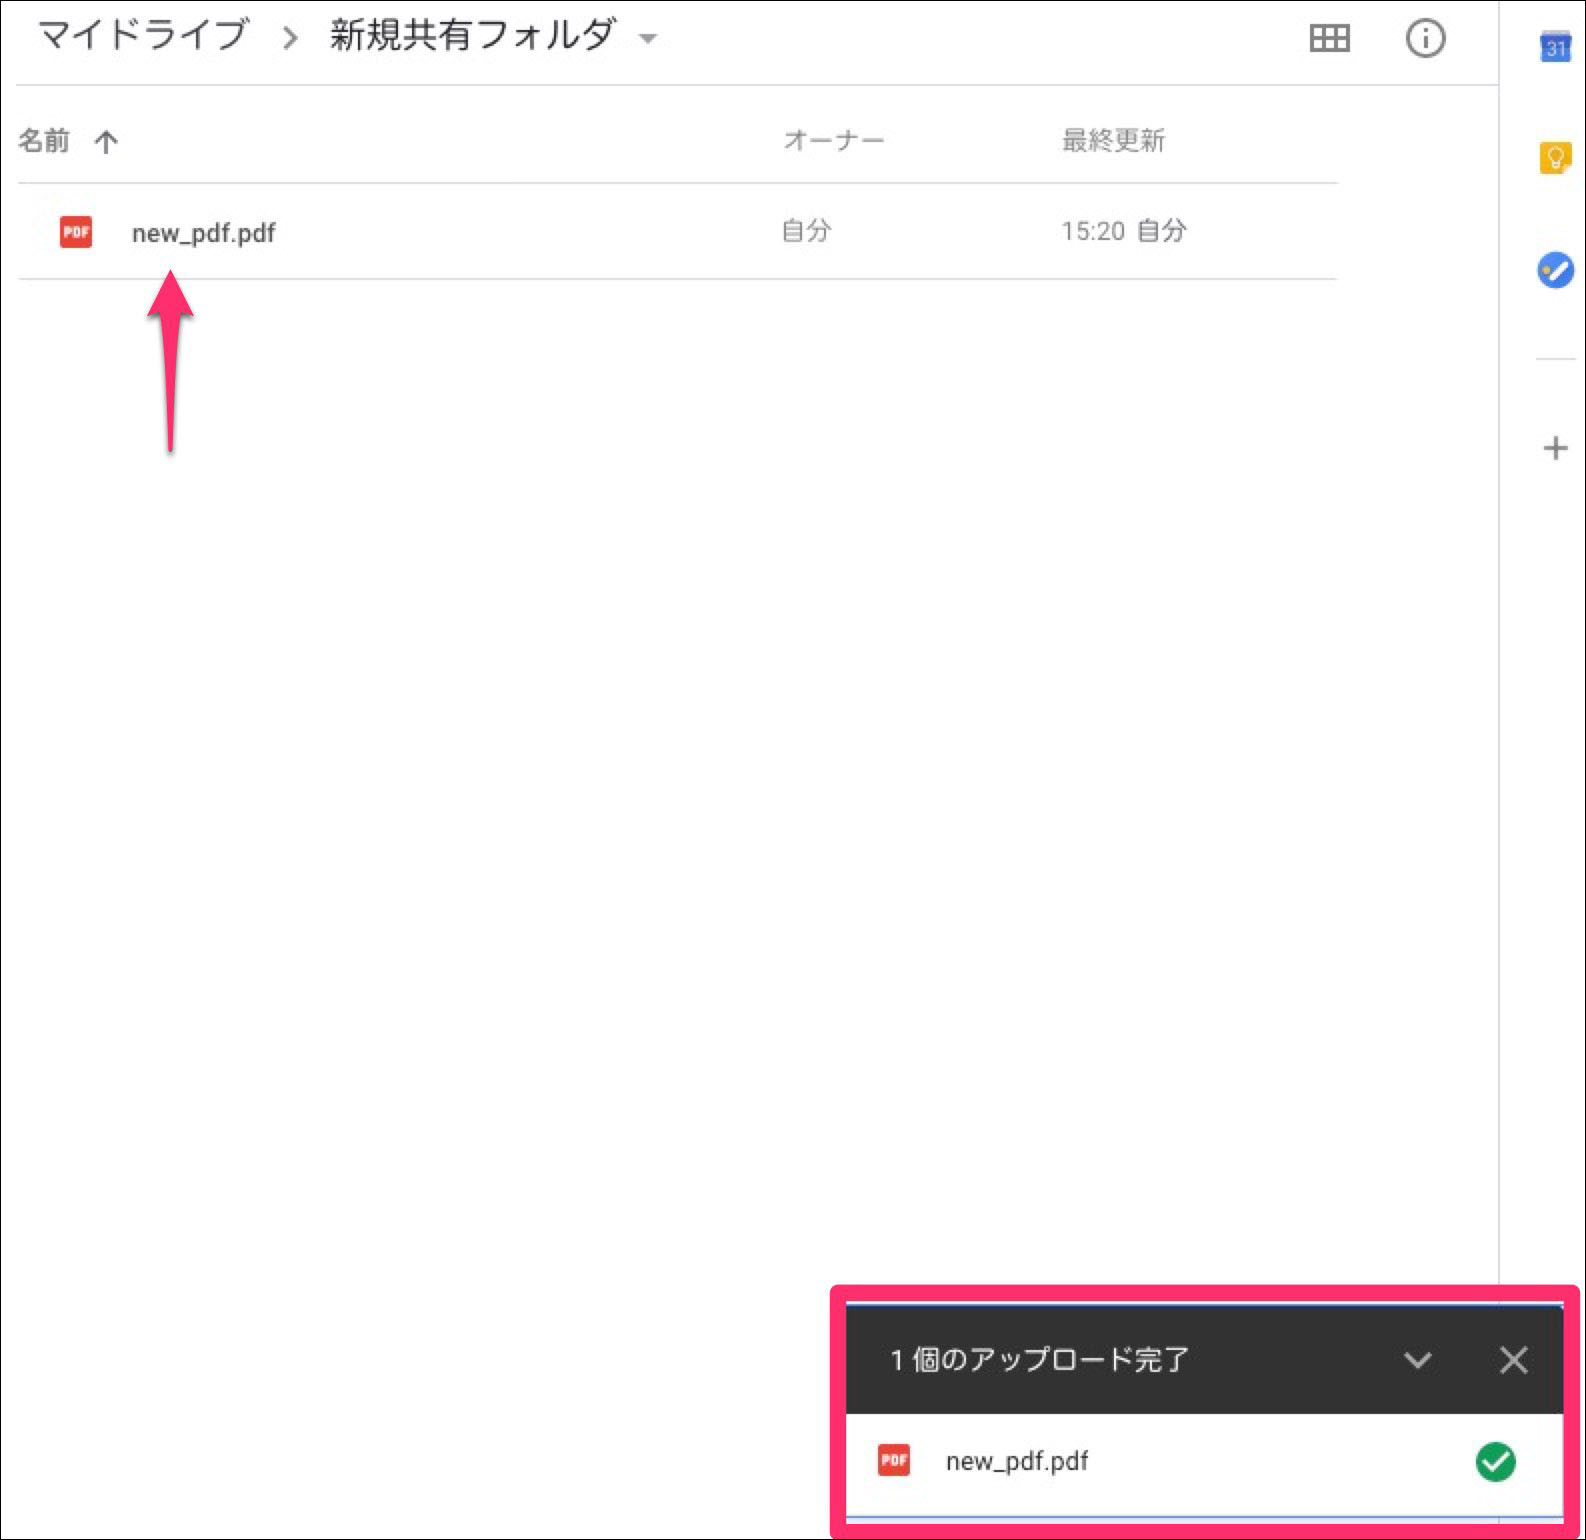 マイドライブ > 新規共有フォルダ
31
名前 ↑ オーナー 最終更新
PDF new_pdf.pdf 自分 15:20 自分
1 個のアップロード完了
PDF new_pdf.pdf